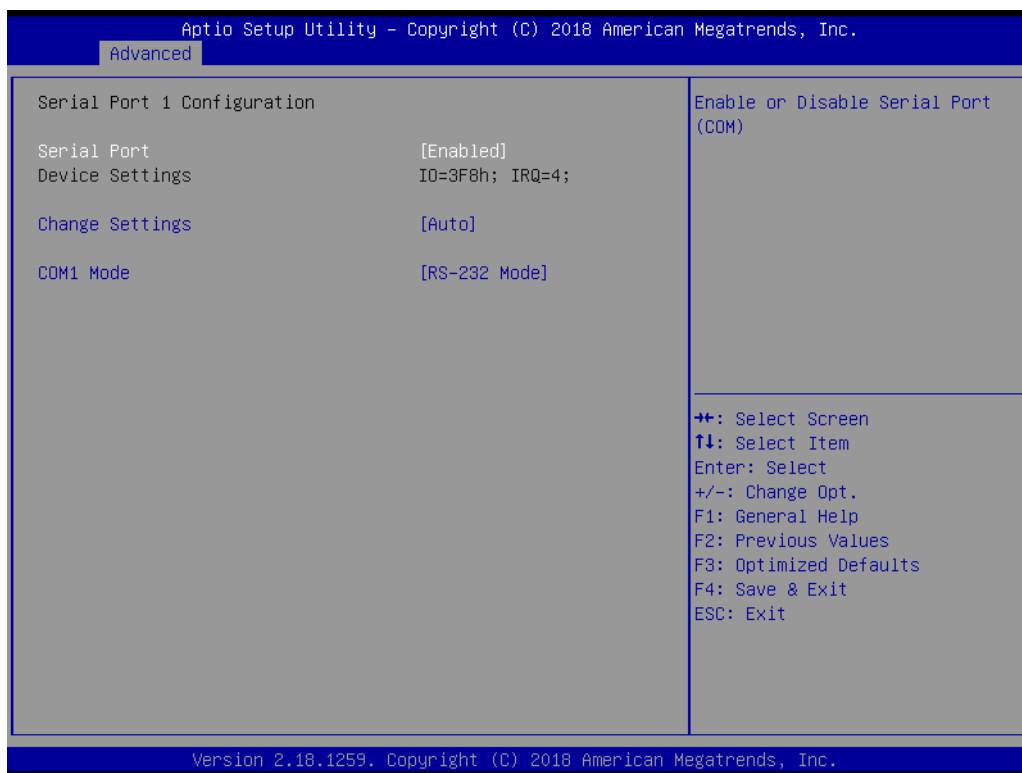 Aptio Setup Utility – Copyright (C) 2018 American Megatrends, Inc.
Advanced
Serial Port 1 Configuration
Serial Port [Enabled]
Device Settings IO=3F8h; IRQ=4;
Change Settings [Auto]
COM1 Mode [RS-232 Mode]
Enable or Disable Serial Port
(COM)
→←: Select Screen
↑↓: Select Item
Enter: Select
+/-: Change Opt.
F1: General Help
F2: Previous Values
F3: Optimized Defaults
F4: Save & Exit
ESC: Exit
Version 2.18.1259. Copyright (C) 2018 American Megatrends, Inc.